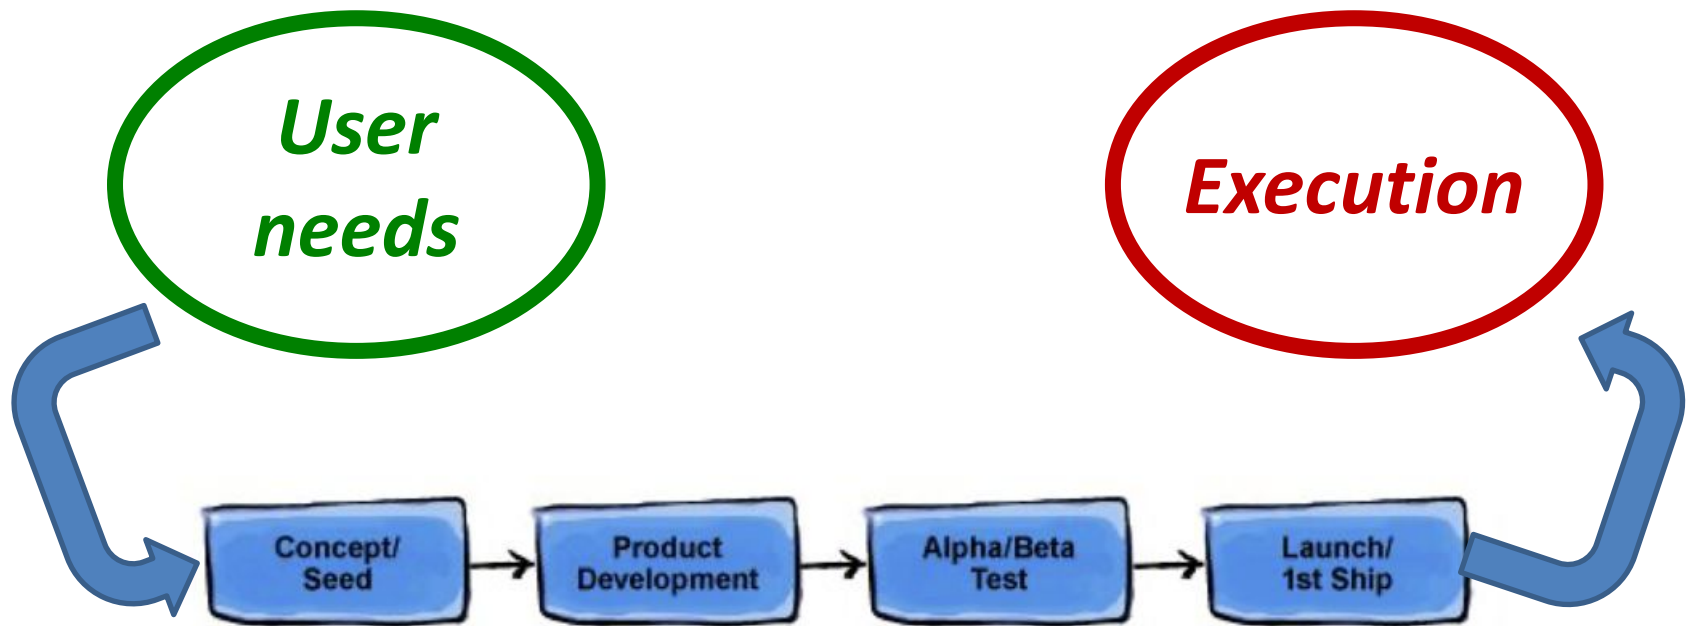 User
needs
Execution
Concept/
Seed
Product
Development
Alpha/Beta
Test
Launch/
1st Ship